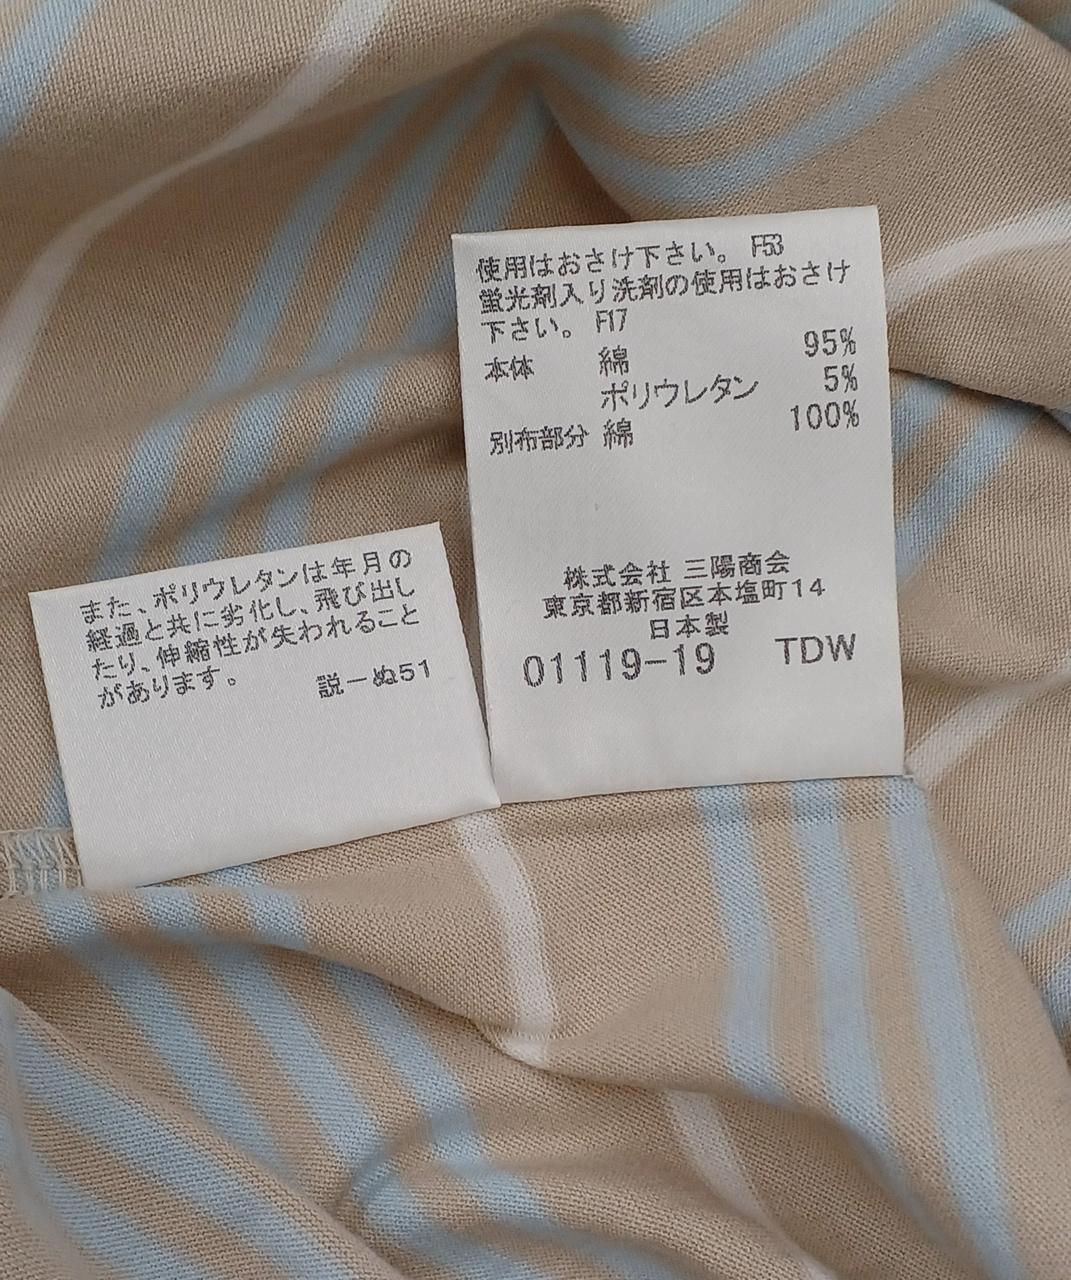 使用はおさけ下さい。 F53
蛍光剤入り洗剤の使用はおさけ
下さい。 F17
本体 綿 95%
ポリウレタン 5%
別布部分 綿 100%
株式会社 三陽商会
東京都新宿区本塩町14
日本製
01119-19 TDW
また、ポリウレタンは年月の
経過と共に劣化し、飛び出し
たり、伸縮性が失われること
があります。 説-ぬ51